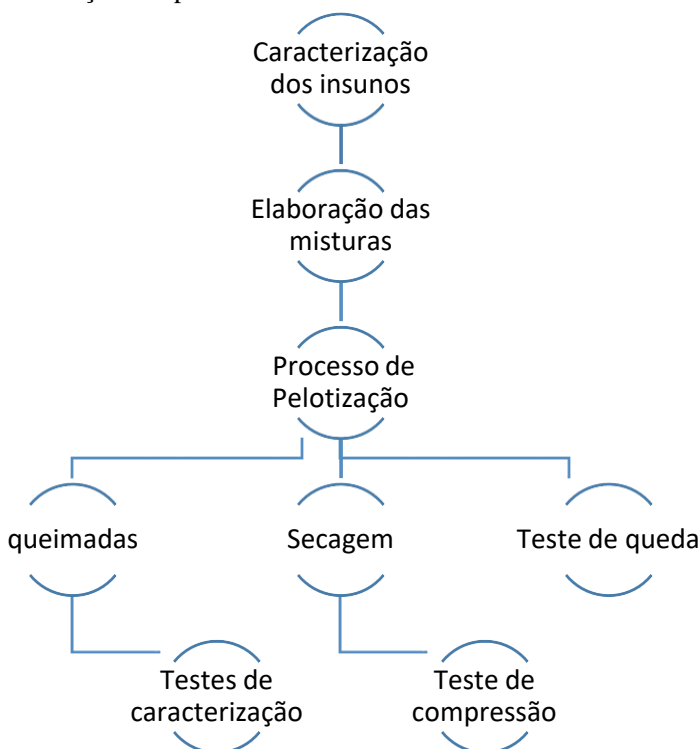 Caracterização
dos insunos
Elaboração das
misturas
Processo de
Pelotização
queimadas
Secagem
Teste de queda
Testes de
caracterização
Teste de
compressão